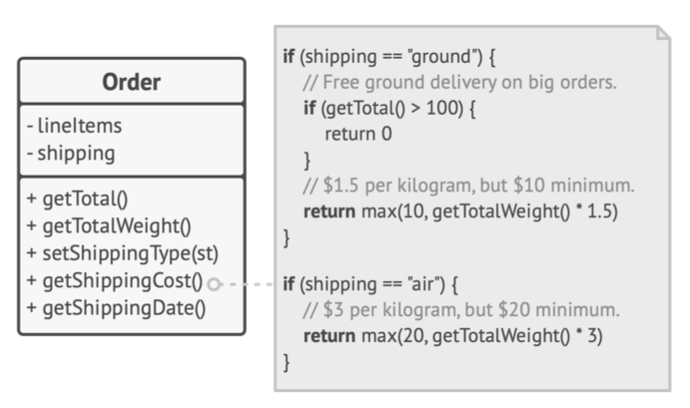 Order
- lineItems
- shipping
+ getTotal()
+ getTotalWeight()
+ setShippingType(st)
+ getShippingCost()
+ getShippingDate()
if (shipping == "ground") {
// Free ground delivery on big orders.
if (getTotal() > 100) {
return 0
}
// $1.5 per kilogram, but $10 minimum.
return max(10, getTotalWeight() * 1.5)
}
if (shipping == "air") {
// $3 per kilogram, but $20 minimum.
return max(20, getTotalWeight() * 3)
}